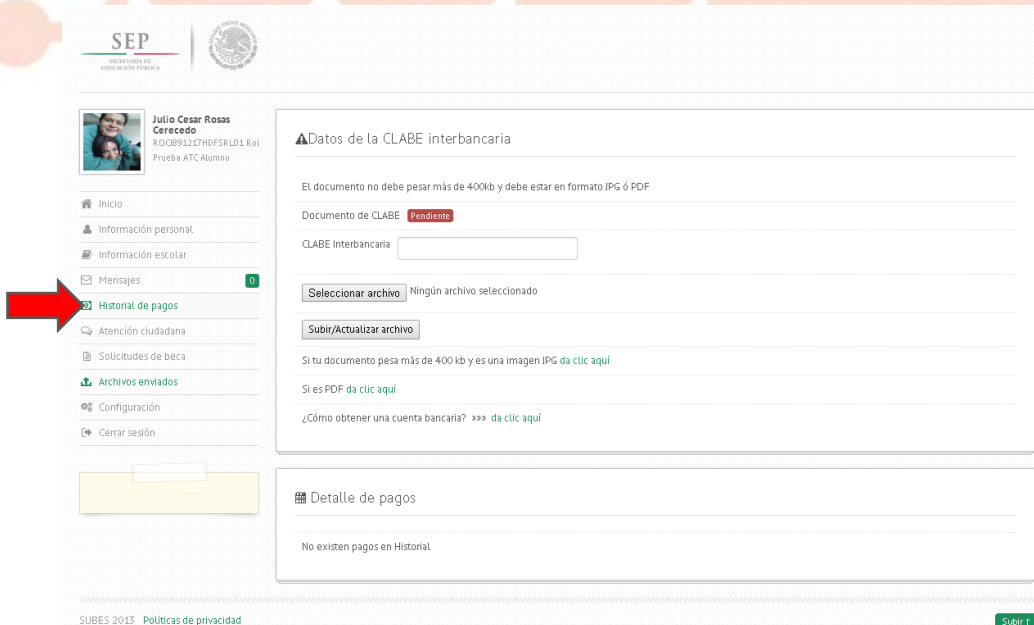 SEP
SECRETARÍA DE
EDUCACIÓN PÚBLICA
Julio Cesar Rosas
Cerecedo
ROCJ891217HDFSRL01 Rol
Prueba ATC Alumno
Inicio
Información personal
Información escolar
Mensajes 0
Historial de pagos
Atención ciudadana
Solicitudes de beca
Archivos enviados
Configuración
Cerrar sesión
Datos de la CLABE interbancaria
El documento no debe pesar más de 400kb y debe estar en formato JPG ó PDF
Documento de CLABE Pendiente
CLABE Interbancaria
Seleccionar archivo Ningún archivo seleccionado
Subir/Actualizar archivo
Si tu documento pesa más de 400 kb y es una imagen JPG da clic aquí
Si es PDF da clic aquí
¿Cómo obtener una cuenta bancaria? »»» da clic aquí
Detalle de pagos
No existen pagos en Historial
SUBES 2013 Políticas de privacidad
Subir ↑